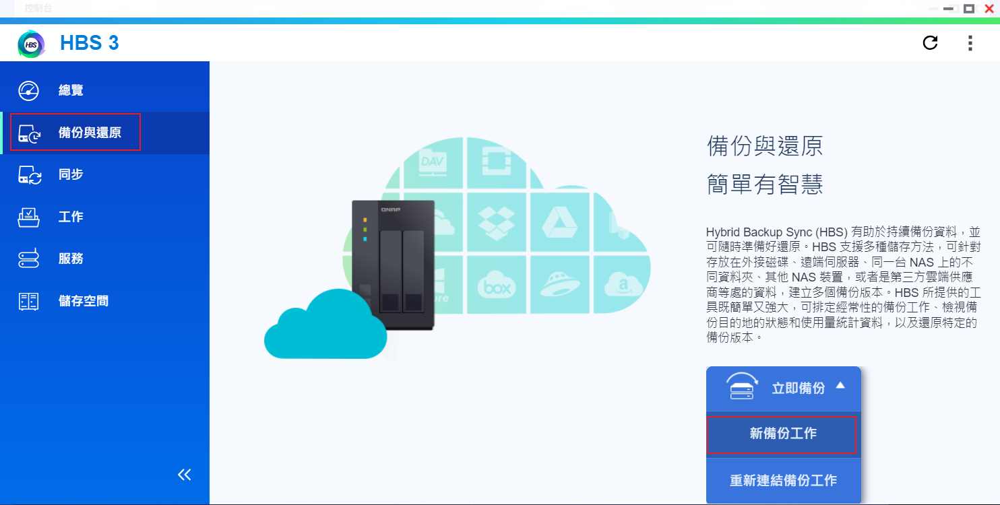 控制台
HBS
HBS 3
總覽
備份與還原
同步
工作
服務
儲存空間
DAV
QNAP
box
a
備份與還原
簡單有智慧
Hybrid Backup Sync (HBS) 有助於持續備份資料，並
可隨時準備好還原。HBS 支援多種儲存方法，可針對
存放在外接磁碟、遠端伺服器、同一台 NAS 上的不
同資料夾、其他 NAS 裝置，或者是第三方雲端供應
商等處的資料，建立多個備份版本。HBS 所提供的工
具既簡單又強大，可排定經常性的備份工作、檢視備
份目的地的狀態和使用量統計資料，以及還原特定的
備份版本。
立即備份
新備份工作
重新連結備份工作